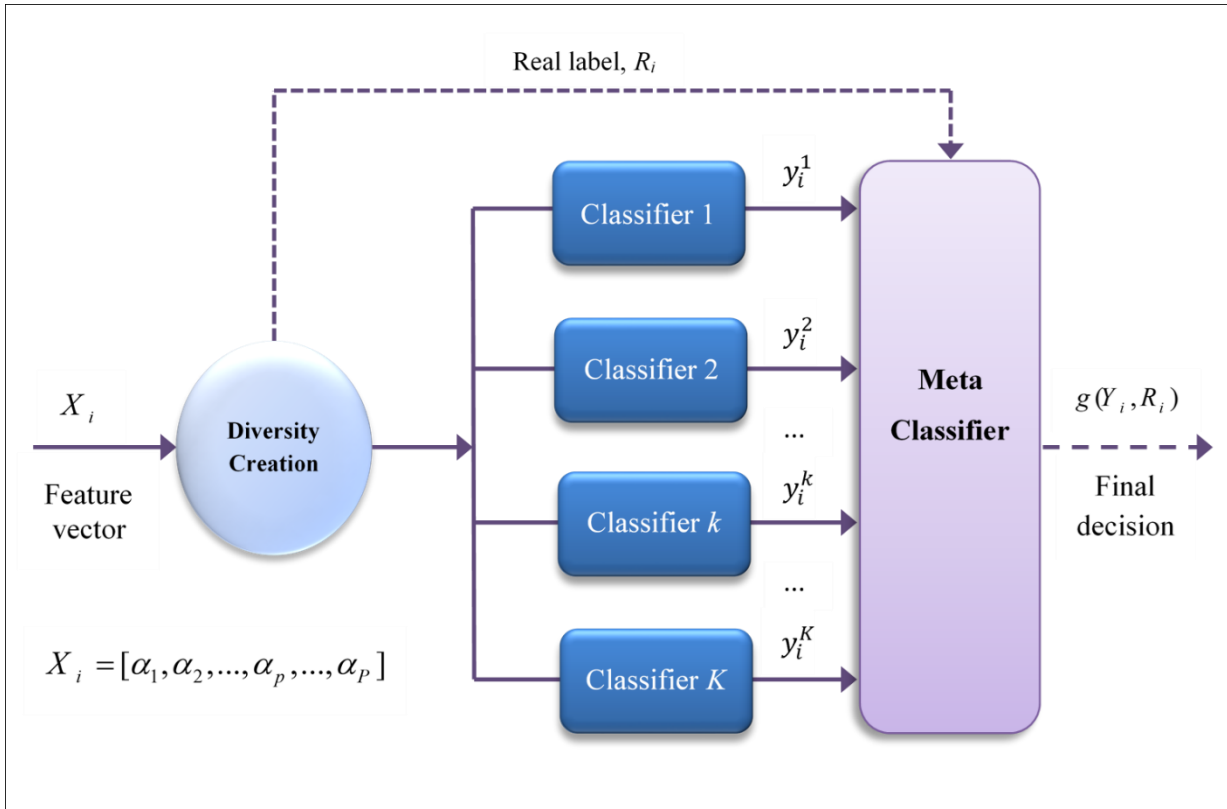 Real label, Rᵢ
Classifier 1
yᵢ¹
Classifier 2
yᵢ²
...
Classifier k
yᵢᵏ
...
Classifier K
yᵢᴷ
Xᵢ
Feature
vector
Diversity
Creation
Meta
Classifier
g(Yᵢ, Rᵢ)
Final
decision
Xᵢ = [α₁, α₂, ..., αₚ, ..., α_P]